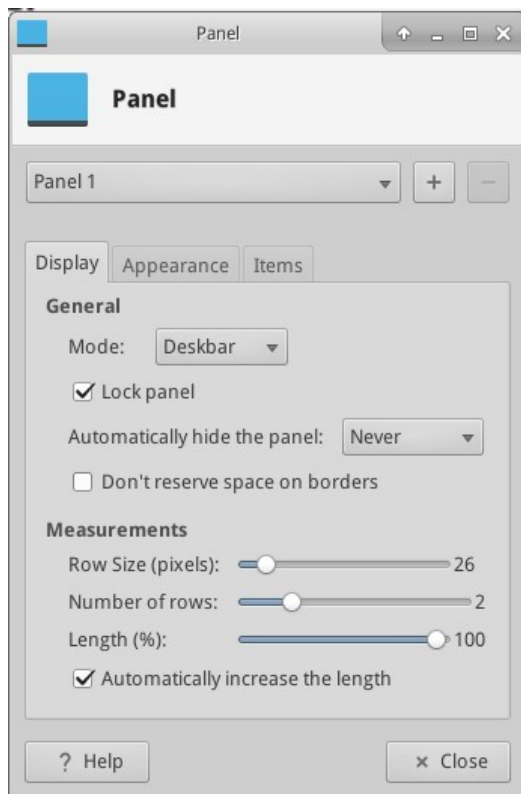 Panel
Panel
Panel 1
Display Appearance Items
General
Mode: Deskbar
Lock panel
Automatically hide the panel: Never
Don't reserve space on borders
Measurements
Row Size (pixels): 26
Number of rows: 2
Length (%): 100
Automatically increase the length
? Help × Close